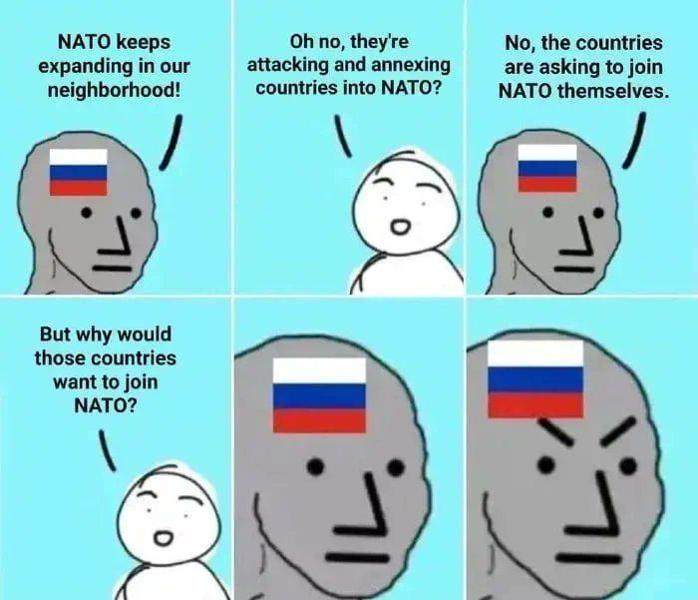 NATO keeps
expanding in our
neighborhood!
Oh no, they're
attacking and annexing
countries into NATO?
No, the countries
are asking to join
NATO themselves.
But why would
those countries
want to join
NATO?